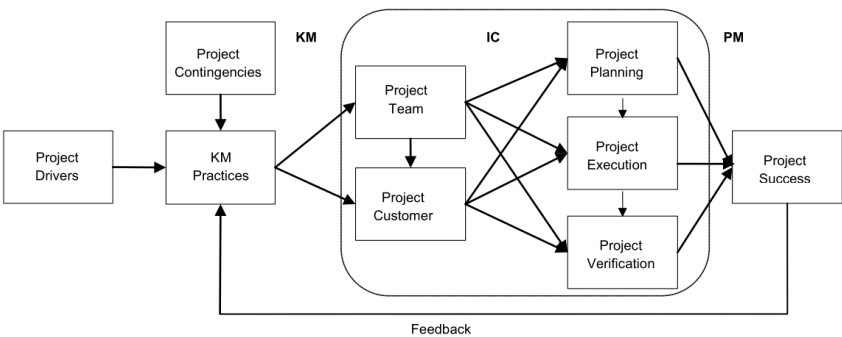 KM
IC
PM
Project
Contingencies
Project
Planning
Project
Team
Project
Drivers
KM
Practices
Project
Execution
Project
Success
Project
Customer
Project
Verification
Feedback